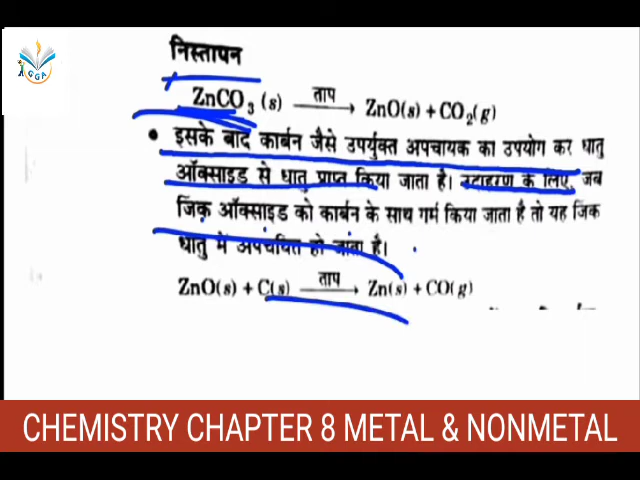 CGA
निस्तापन
ZnCO₃ (s) ताप→ ZnO(s) + CO₂(g)
• इसके बाद कार्बन जैसे उपर्युक्त अपचायक का उपयोग कर धातु
ऑक्साइड से धातु प्राप्त किया जाता है। उदाहरण के लिए, जब
जिंक ऑक्साइड को कार्बन के साथ गर्म किया जाता है तो यह जिंक
धातु में अपचयित हो जाता है।
ZnO(s) + C(s) ताप→ Zn(s) + CO(g)
CHEMISTRY CHAPTER 8 METAL & NONMETAL